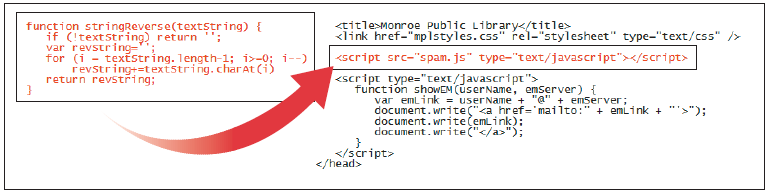 function stringReverse(textString) {
if (!textString) return '';
var revString='';
for (i - textString.length-1; i>-0; i--)
revString+=textString.charAt(i)
return revString;
}
<title>Monroe Public Library</title>
<link href="mplstyles.css" rel="stylesheet" type="text/css" />
<script src="spam.js" type="text/javascript"></script>
<script type="text/javascript">
function showEM(userName, emServer) {
var emLink = userName + "@" + emServer;
document.write("<a href='mailto:" + emLink + "'>");
document.write(emLink);
document.write("</a>");
}
</script>
</head>